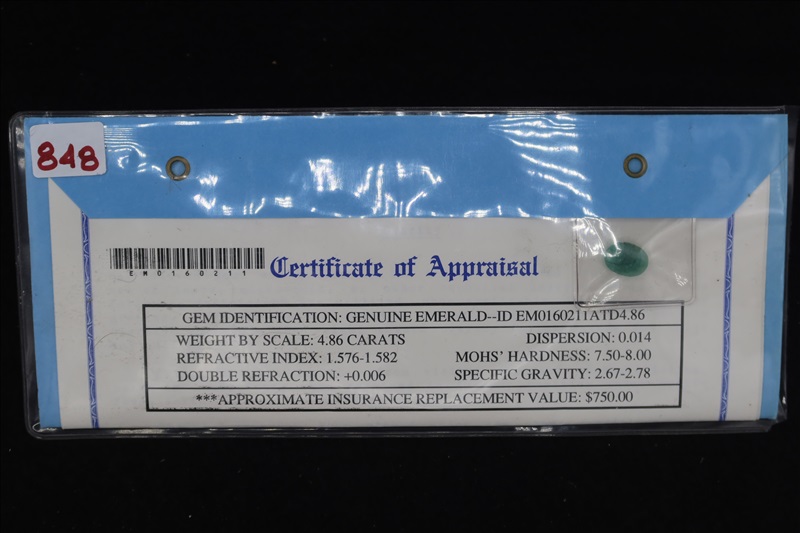 848
EM0160211
Certificate of Appraisal
GEM IDENTIFICATION: GENUINE EMERALD--ID EM0160211ATD4.86
WEIGHT BY SCALE: 4.86 CARATS DISPERSION: 0.014
REFRACTIVE INDEX: 1.576-1.582 MOHS' HARDNESS: 7.50-8.00
DOUBLE REFRACTION: +0.006 SPECIFIC GRAVITY: 2.67-2.78
***APPROXIMATE INSURANCE REPLACEMENT VALUE: $750.00